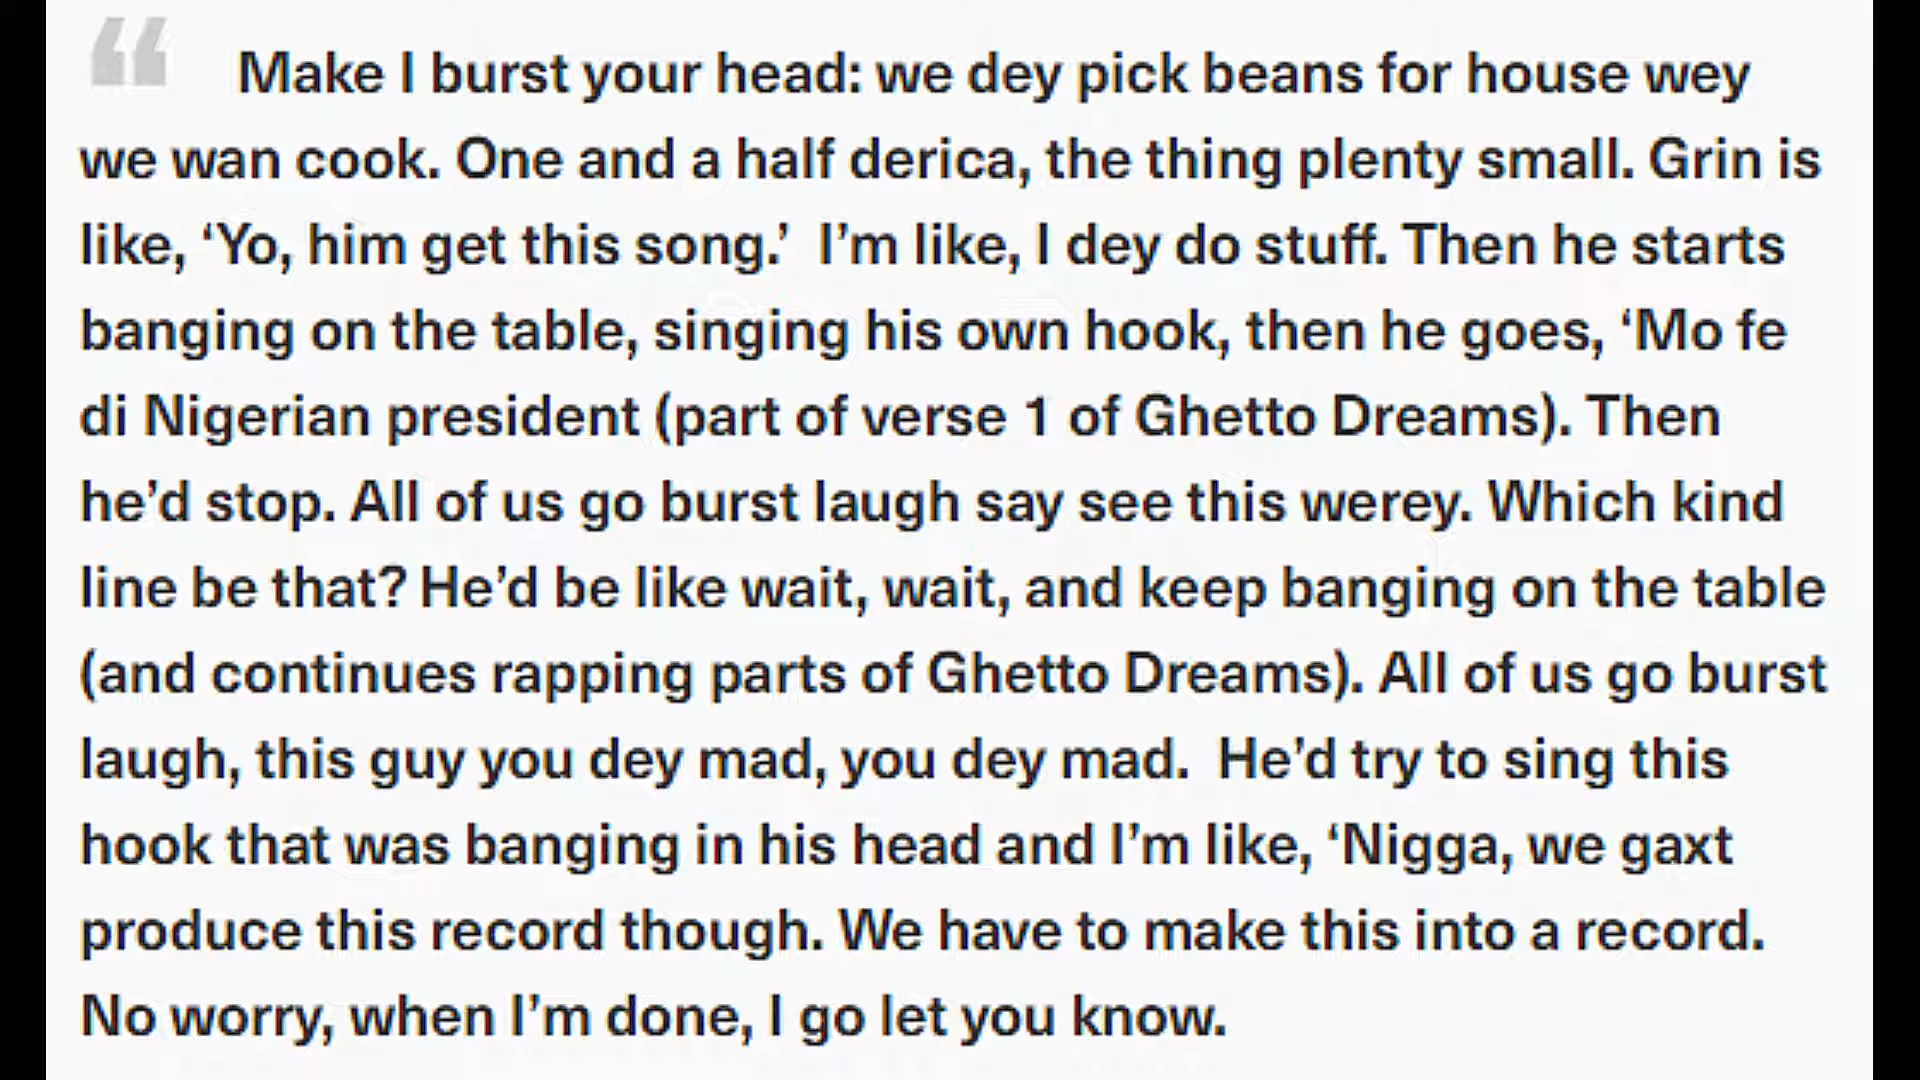 “ Make I burst your head: we dey pick beans for house wey
we wan cook. One and a half derica, the thing plenty small. Grin is
like, ‘Yo, him get this song.’  I’m like, I dey do stuff. Then he starts
banging on the table, singing his own hook, then he goes, ‘Mo fe
di Nigerian president (part of verse 1 of Ghetto Dreams). Then
he’d stop. All of us go burst laugh say see this werey. Which kind
line be that? He’d be like wait, wait, and keep banging on the table
(and continues rapping parts of Ghetto Dreams). All of us go burst
laugh, this guy you dey mad, you dey mad.  He’d try to sing this
hook that was banging in his head and I’m like, ‘Nigga, we gaxt
produce this record though. We have to make this into a record.
No worry, when I’m done, I go let you know.